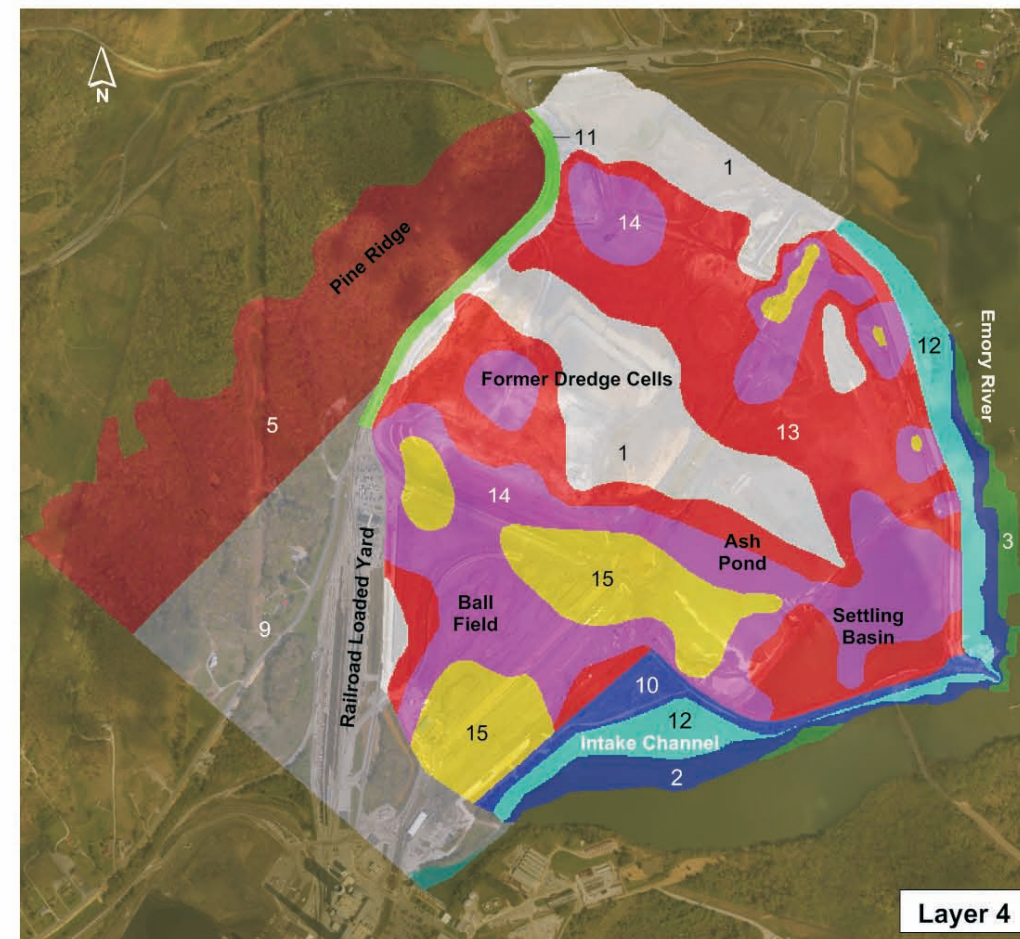 N
11
1
14
Pine Ridge
Emory River
12
Former Dredge Cells
5
13
1
14
3
Ash
Pond
15
Ball
Field
Settling
Basin
9
Railroad Loaded Yard
10
12
15
Intake Channel
2
Layer 4